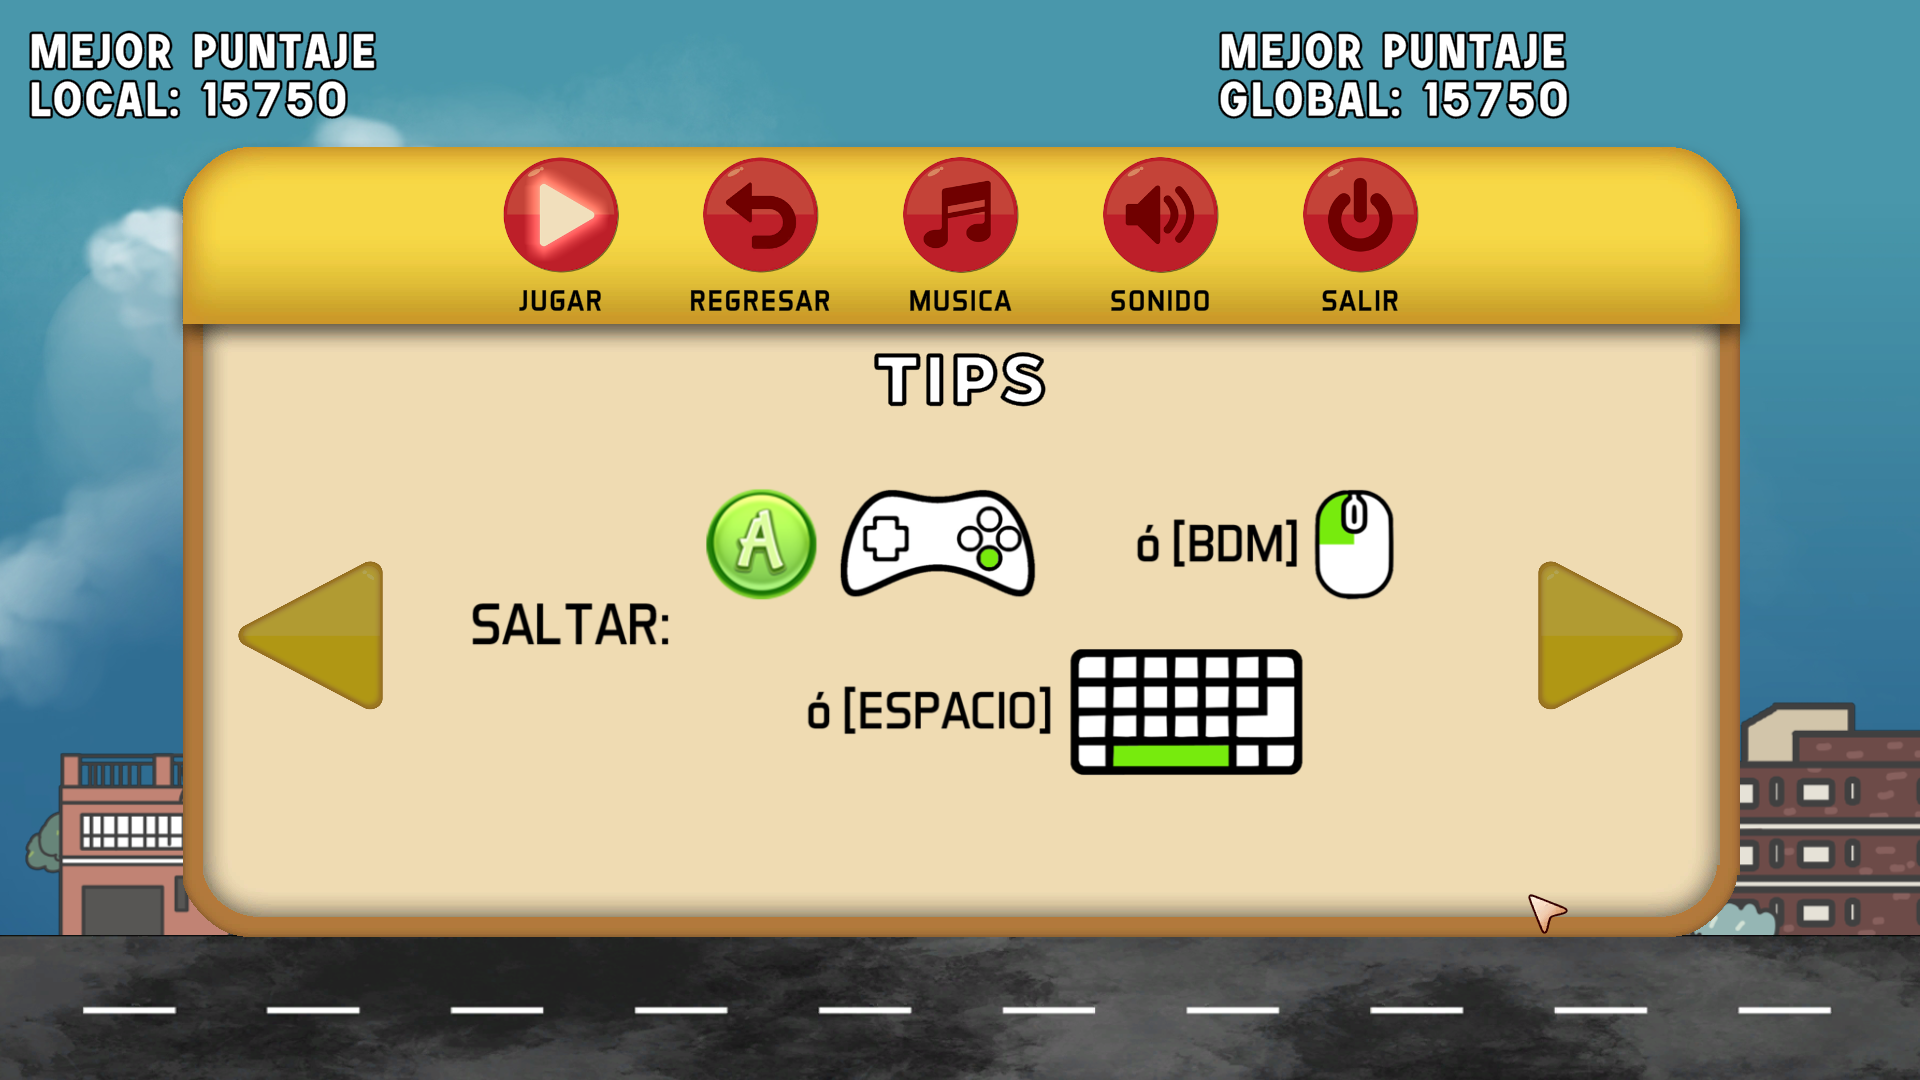 MEJOR PUNTAJE
LOCAL: 15750
MEJOR PUNTAJE
GLOBAL: 15750
JUGAR
REGRESAR
MUSICA
SONIDO
SALIR
TIPS
A
ó [BDM]
SALTAR:
ó [ESPACIO]